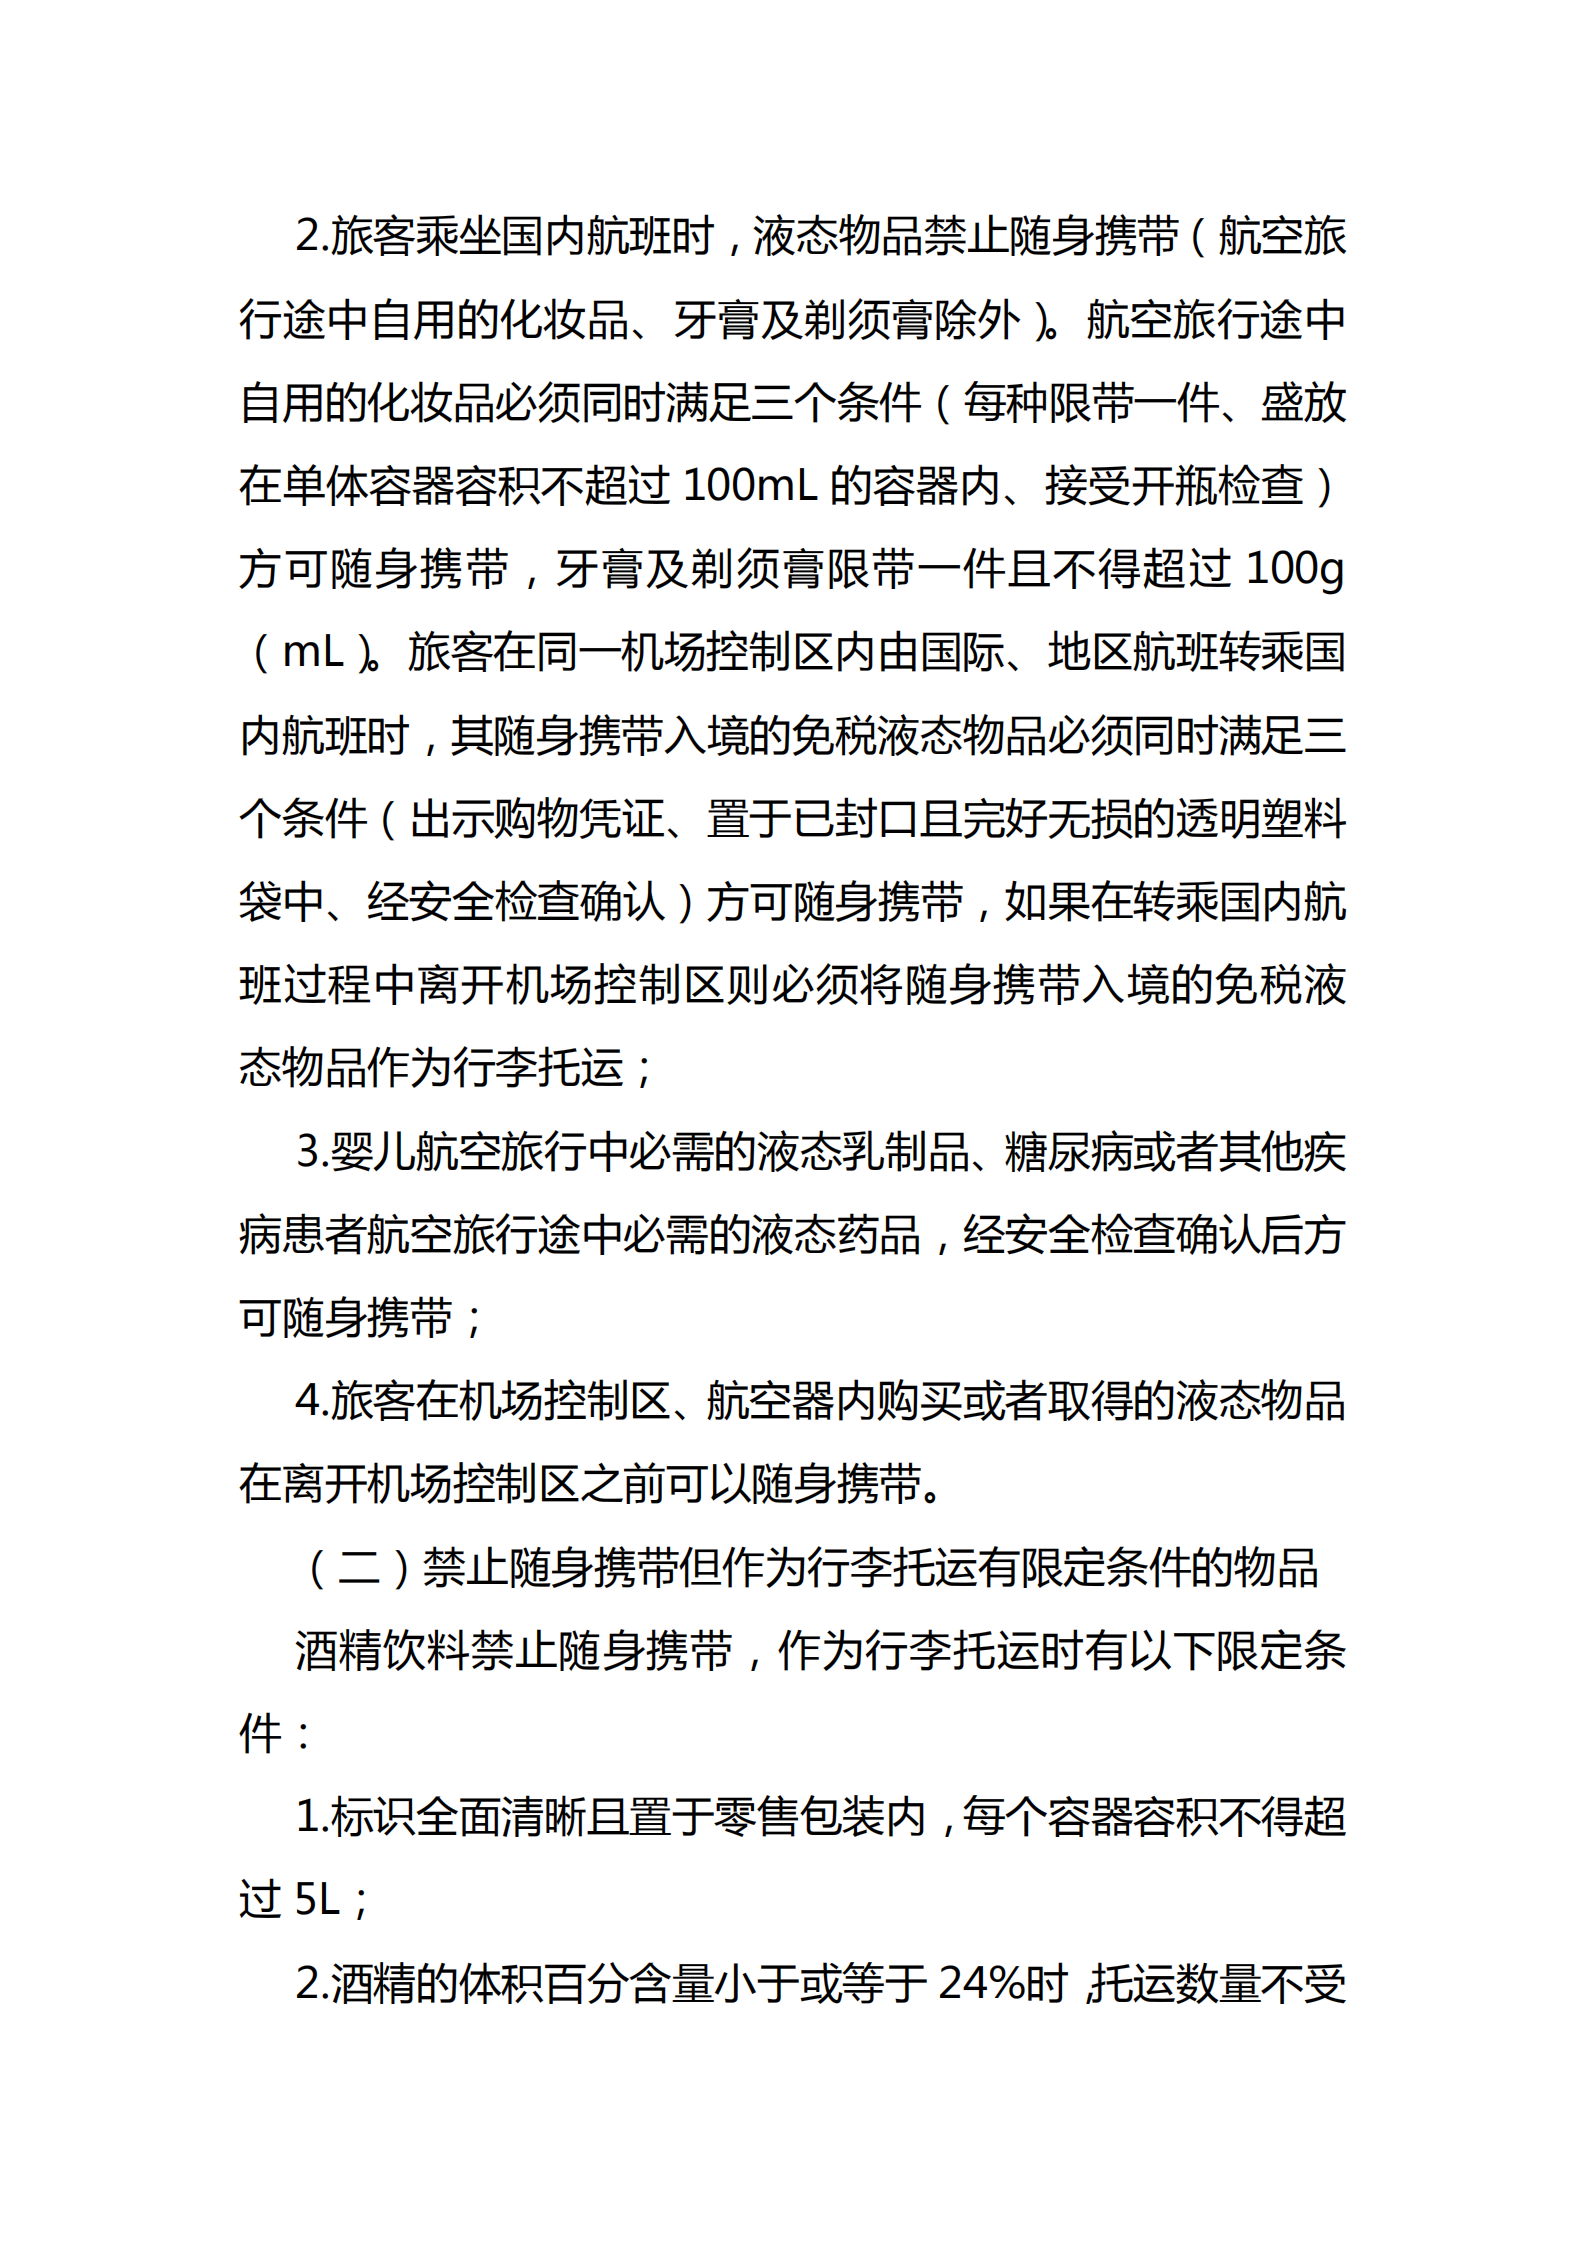 2.旅客乘坐国内航班时，液态物品禁止随身携带（航空旅
行途中自用的化妆品、牙膏及剃须膏除外）。航空旅行途中
自用的化妆品必须同时满足三个条件（每种限带一件、盛放
在单体容器容积不超过 100mL 的容器内、接受开瓶检查）
方可随身携带，牙膏及剃须膏限带一件且不得超过 100g
（mL）。旅客在同一机场控制区内由国际、地区航班转乘国
内航班时，其随身携带入境的免税液态物品必须同时满足三
个条件（出示购物凭证、置于已封口且完好无损的透明塑料
袋中、经安全检查确认）方可随身携带，如果在转乘国内航
班过程中离开机场控制区则必须将随身携带入境的免税液
态物品作为行李托运；
3.婴儿航空旅行中必需的液态乳制品、糖尿病或者其他疾
病患者航空旅行途中必需的液态药品，经安全检查确认后方
可随身携带；
4.旅客在机场控制区、航空器内购买或者取得的液态物品
在离开机场控制区之前可以随身携带。
（二）禁止随身携带但作为行李托运有限定条件的物品
酒精饮料禁止随身携带，作为行李托运时有以下限定条
件：
1.标识全面清晰且置于零售包装内，每个容器容积不得超
过 5L；
2.酒精的体积百分含量小于或等于 24%时，托运数量不受